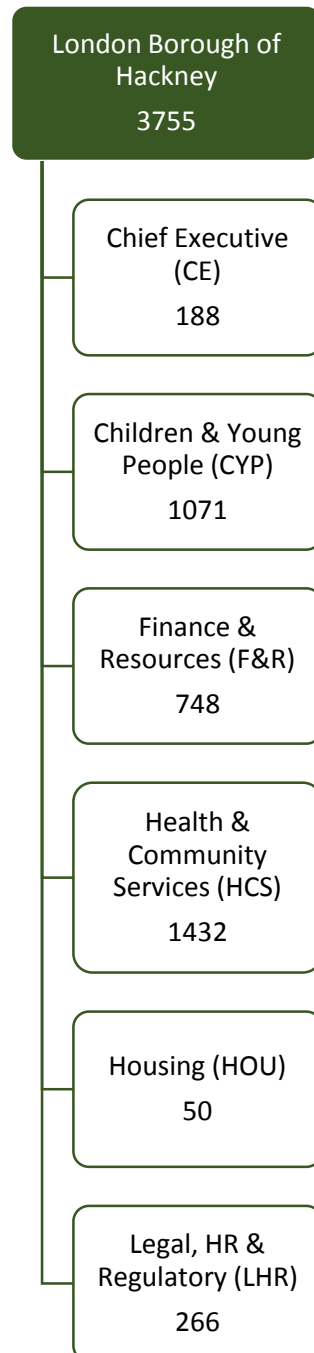 London Borough of
Hackney
3755
Chief Executive
(CE)
188
Children & Young
People (CYP)
1071
Finance &
Resources (F&R)
748
Health &
Community
Services (HCS)
1432
Housing (HOU)
50
Legal, HR &
Regulatory (LHR)
266